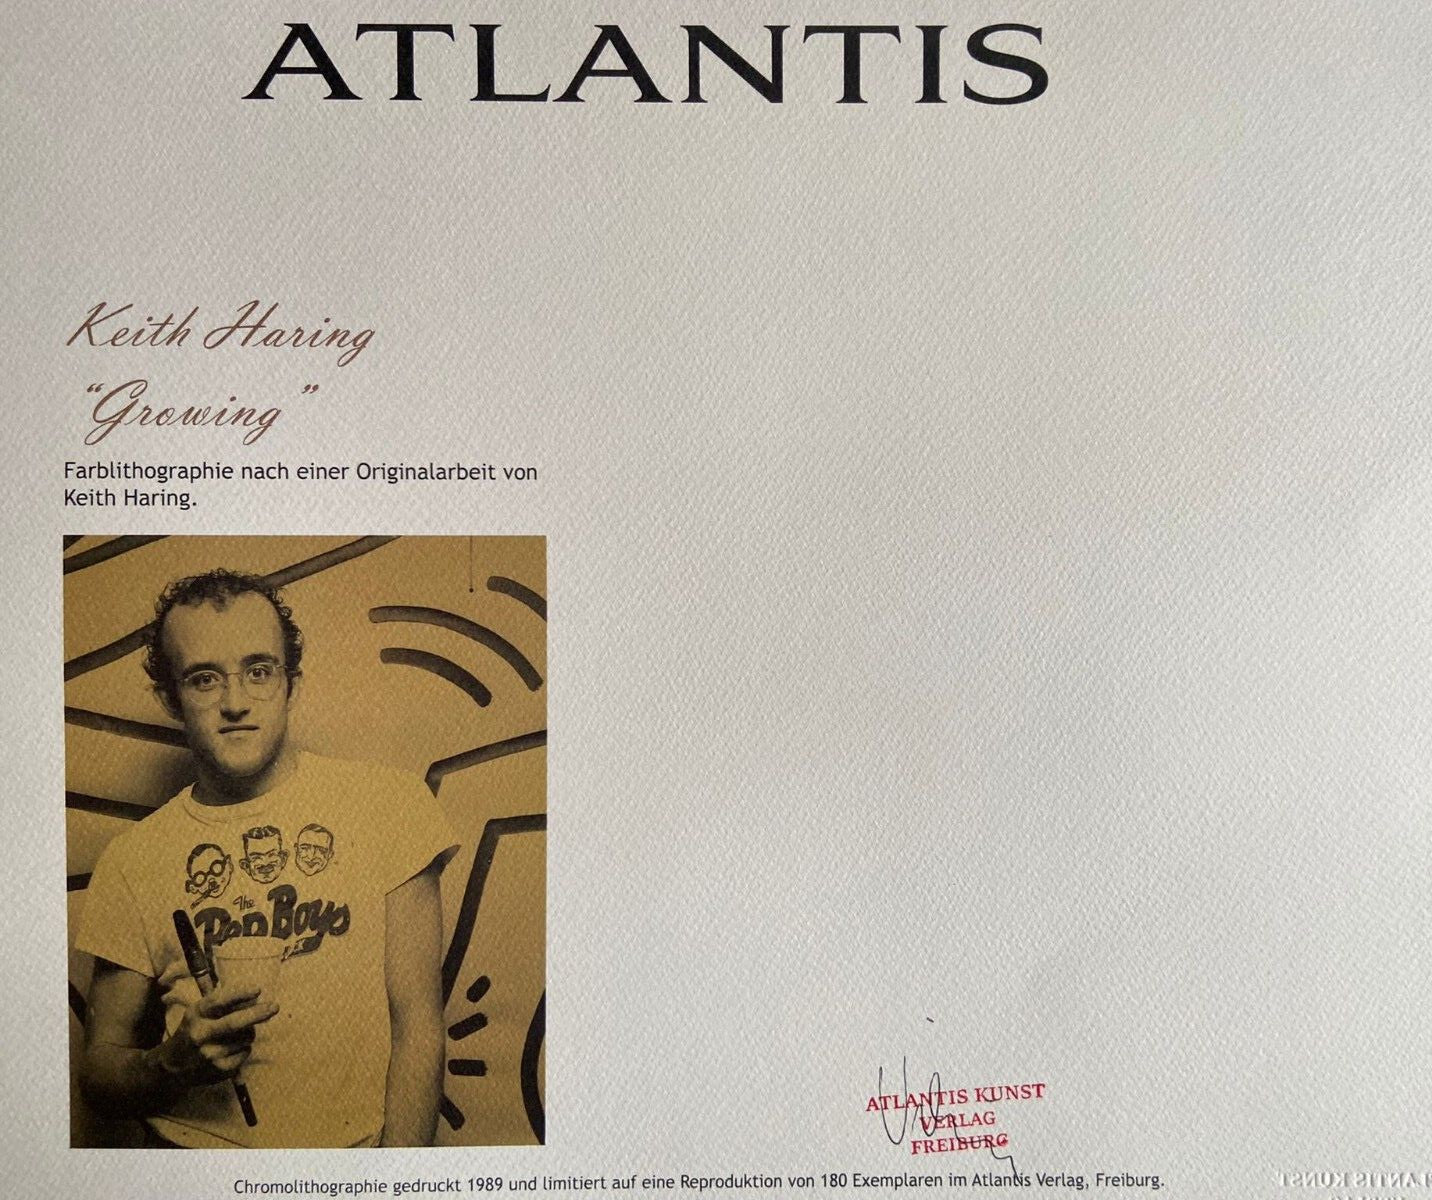 ATLANTIS
Keith Haring
“Growing”
Farblithographie nach einer Originalarbeit von
Keith Haring.
The
Pep Boys
ATLANTIS KUNST
VERLAG
FREIBURG
Chromolithographie gedruckt 1989 und limitiert auf eine Reproduktion von 180 Exemplaren im Atlantis Verlag, Freiburg.